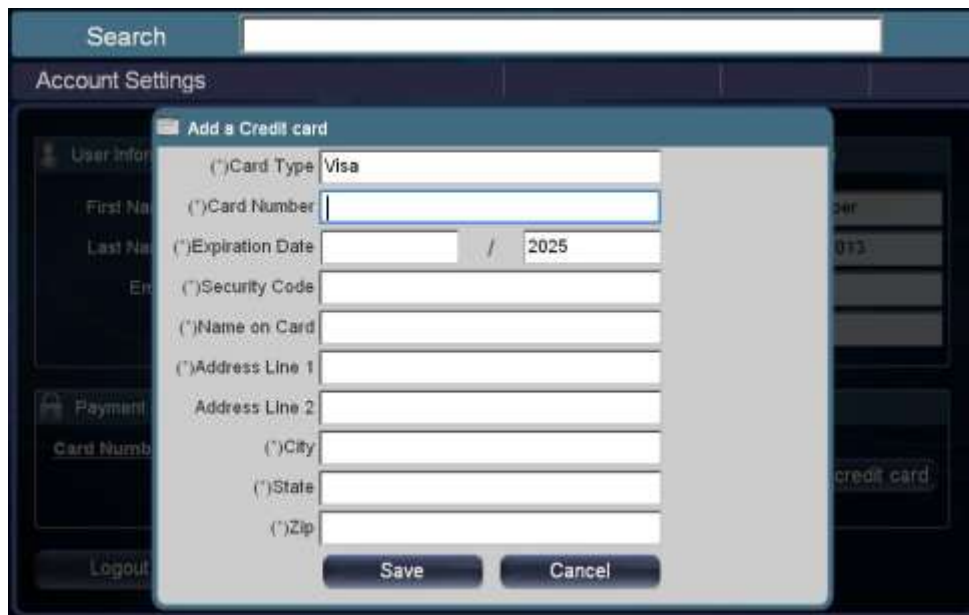 Search
Account Settings
Add a Credit card
User Infor
(*)Card Type Visa
First Na
(*)Card Number
Last Na
(*)Expiration Date / 2025
(*)Security Code
(*)Name on Card
(*)Address Line 1
Payment
Address Line 2
Card Numb
(*)City
(*)State
credit card
(*)Zip
Logout
Save
Cancel